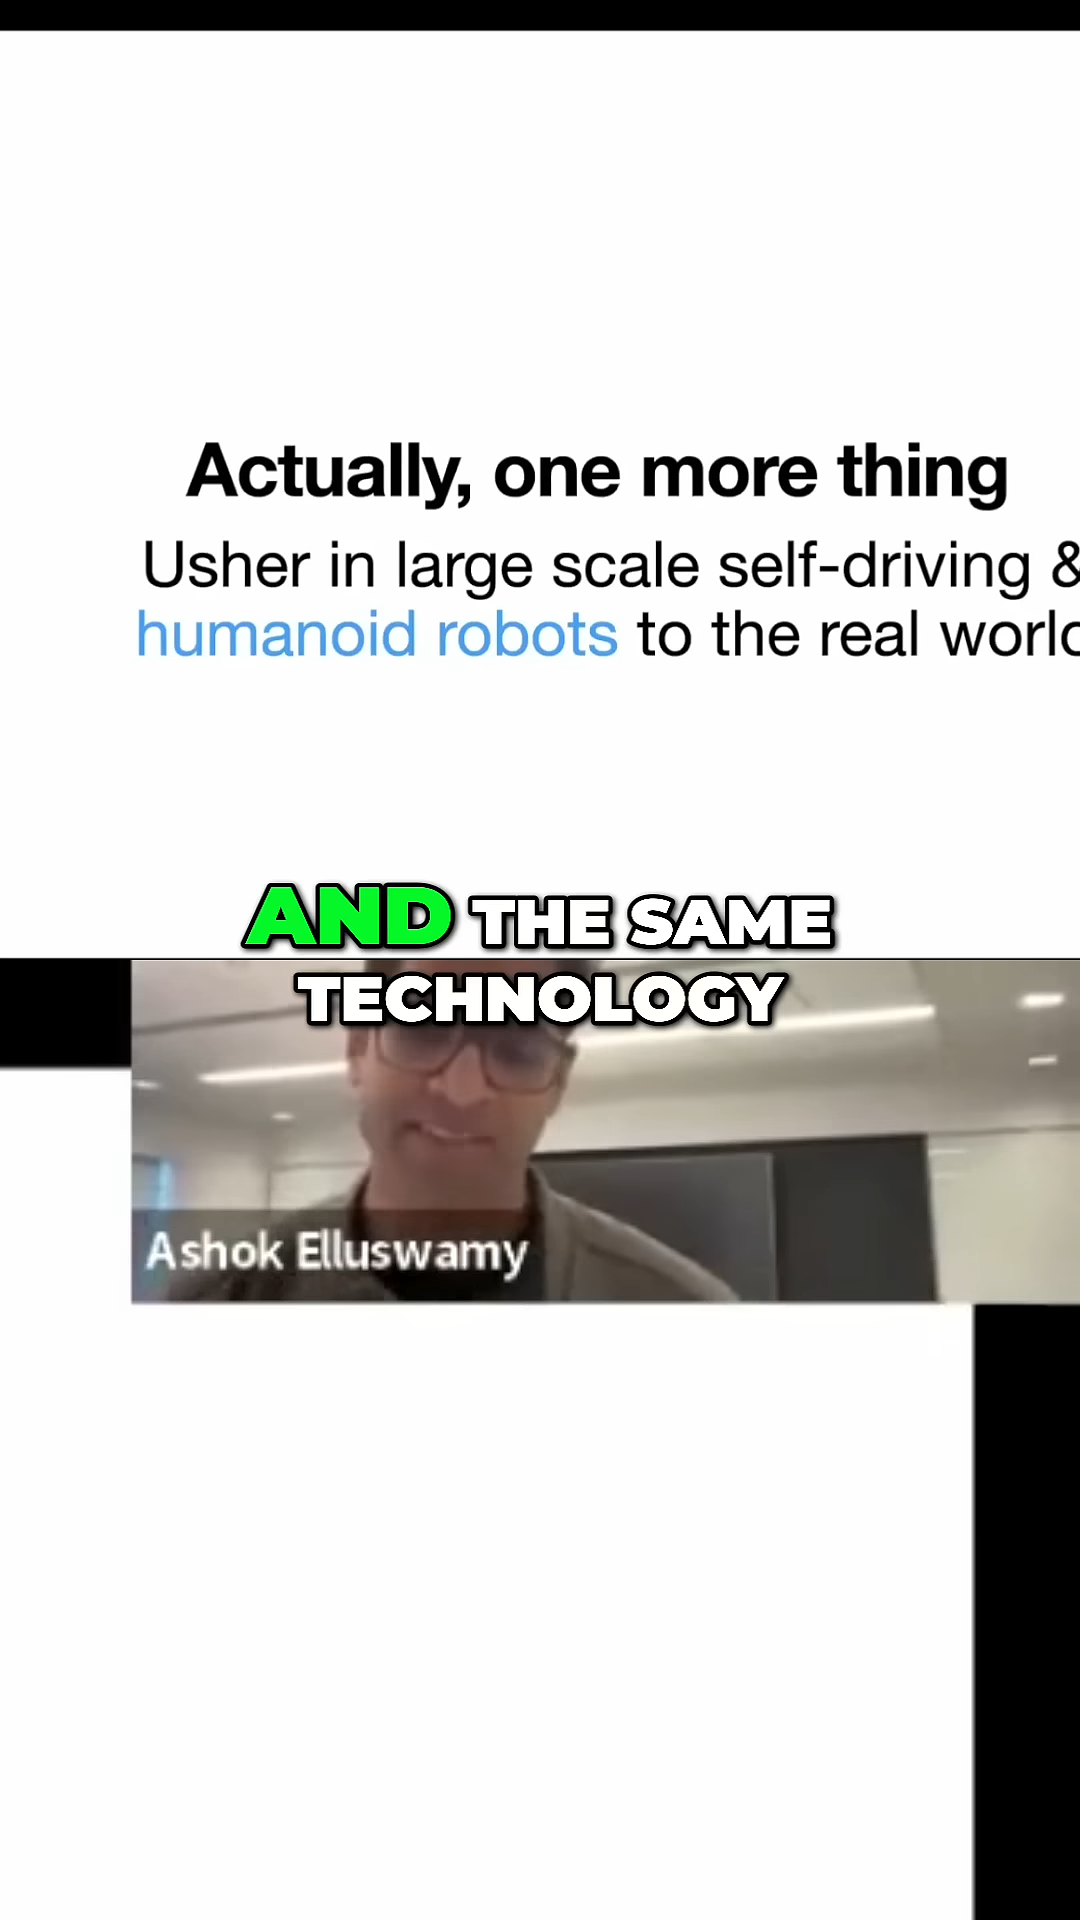 Actually, one more thing
Usher in large scale self-driving &
humanoid robots to the real
AND THE SAME
TECHNOLOGY
Ashok Elluswamy